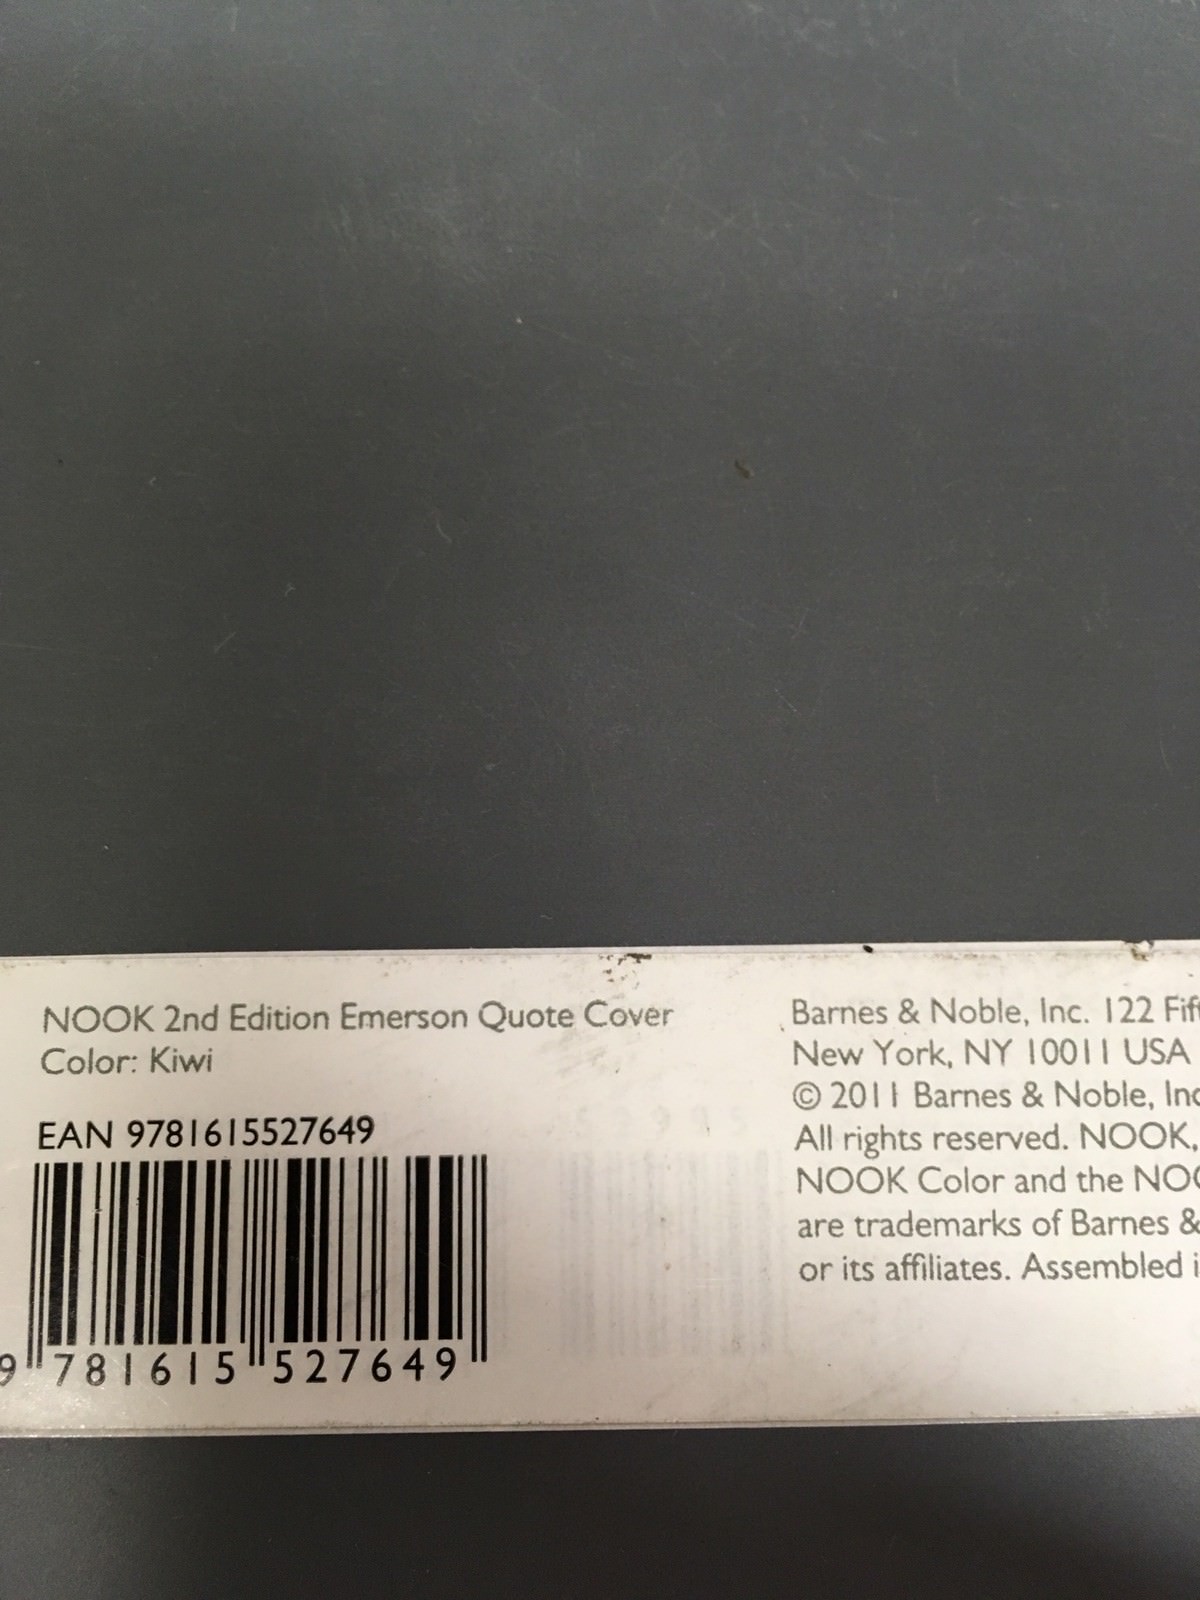 NOOK 2nd Edition Emerson Quote Cover
Color: Kiwi
EAN 9781615527649
9 781615 527649
Barnes & Noble, Inc. 122
New York, NY 10011 USA
© 2011 Barnes & Noble,
All rights reserved. NOOK,
NOOK Color and the
are trademarks of Barnes &
or its affiliates. Assembled